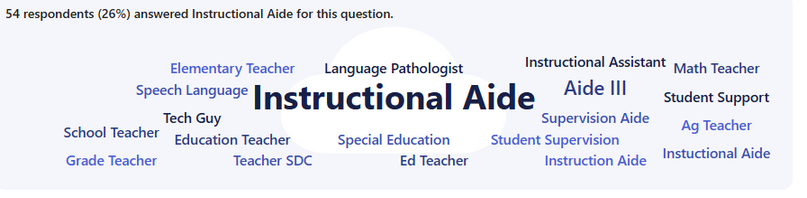 54 respondents (26%) answered Instructional Aide for this question.
Elementary Teacher Language Pathologist Instructional Assistant Math Teacher
Speech Language Instructional Aide Aide III Student Support
Tech Guy Supervision Aide
School Teacher Education Teacher Special Education Student Supervision Ag Teacher
Grade Teacher Teacher SDC Ed Teacher Instruction Aide Instuctional Aide